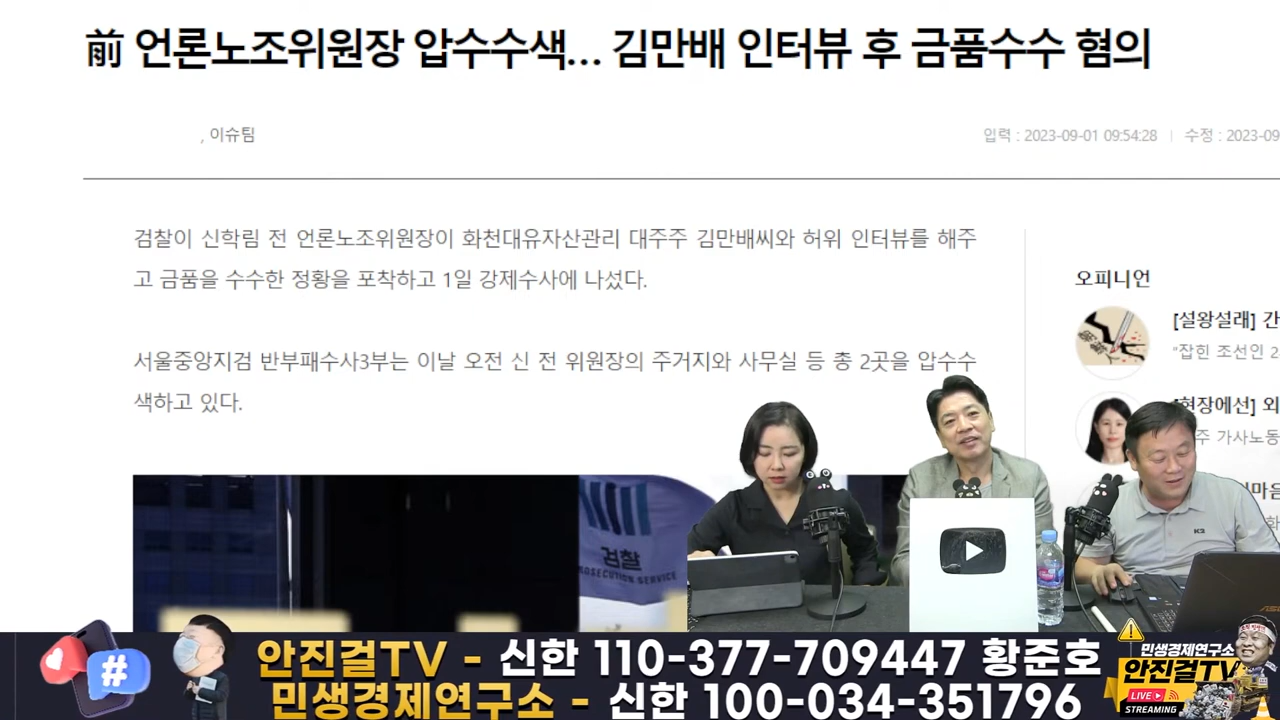 前 언론노조위원장 압수수색… 김만배 인터뷰 후 금품수수 혐의
, 이슈팀
입력 : 2023-09-01 09:54:28 | 수정 : 2023-09
검찰이 신학림 전 언론노조위원장이 화천대유자산관리 대주주 김만배씨와 허위 인터뷰를 해주
고 금품을 수수한 정황을 포착하고 1일 강제수사에 나섰다.
서울중앙지검 반부패수사3부는 이날 오전 신 전 위원장의 주거지와 사무실 등 총 2곳을 압수수
색하고 있다.
오피니언
[설왕설래] 간
"잡힌 조선인 2
[현장에선] 외
주 가사노동
마음
검찰
PROSECUTION SERVICE
K2
#
안진걸TV - 신한 110-377-709447 황준호
민생경제연구소 - 신한 100-034-351796
민생경제연구소
안진걸TV
LIVE
STREAMING